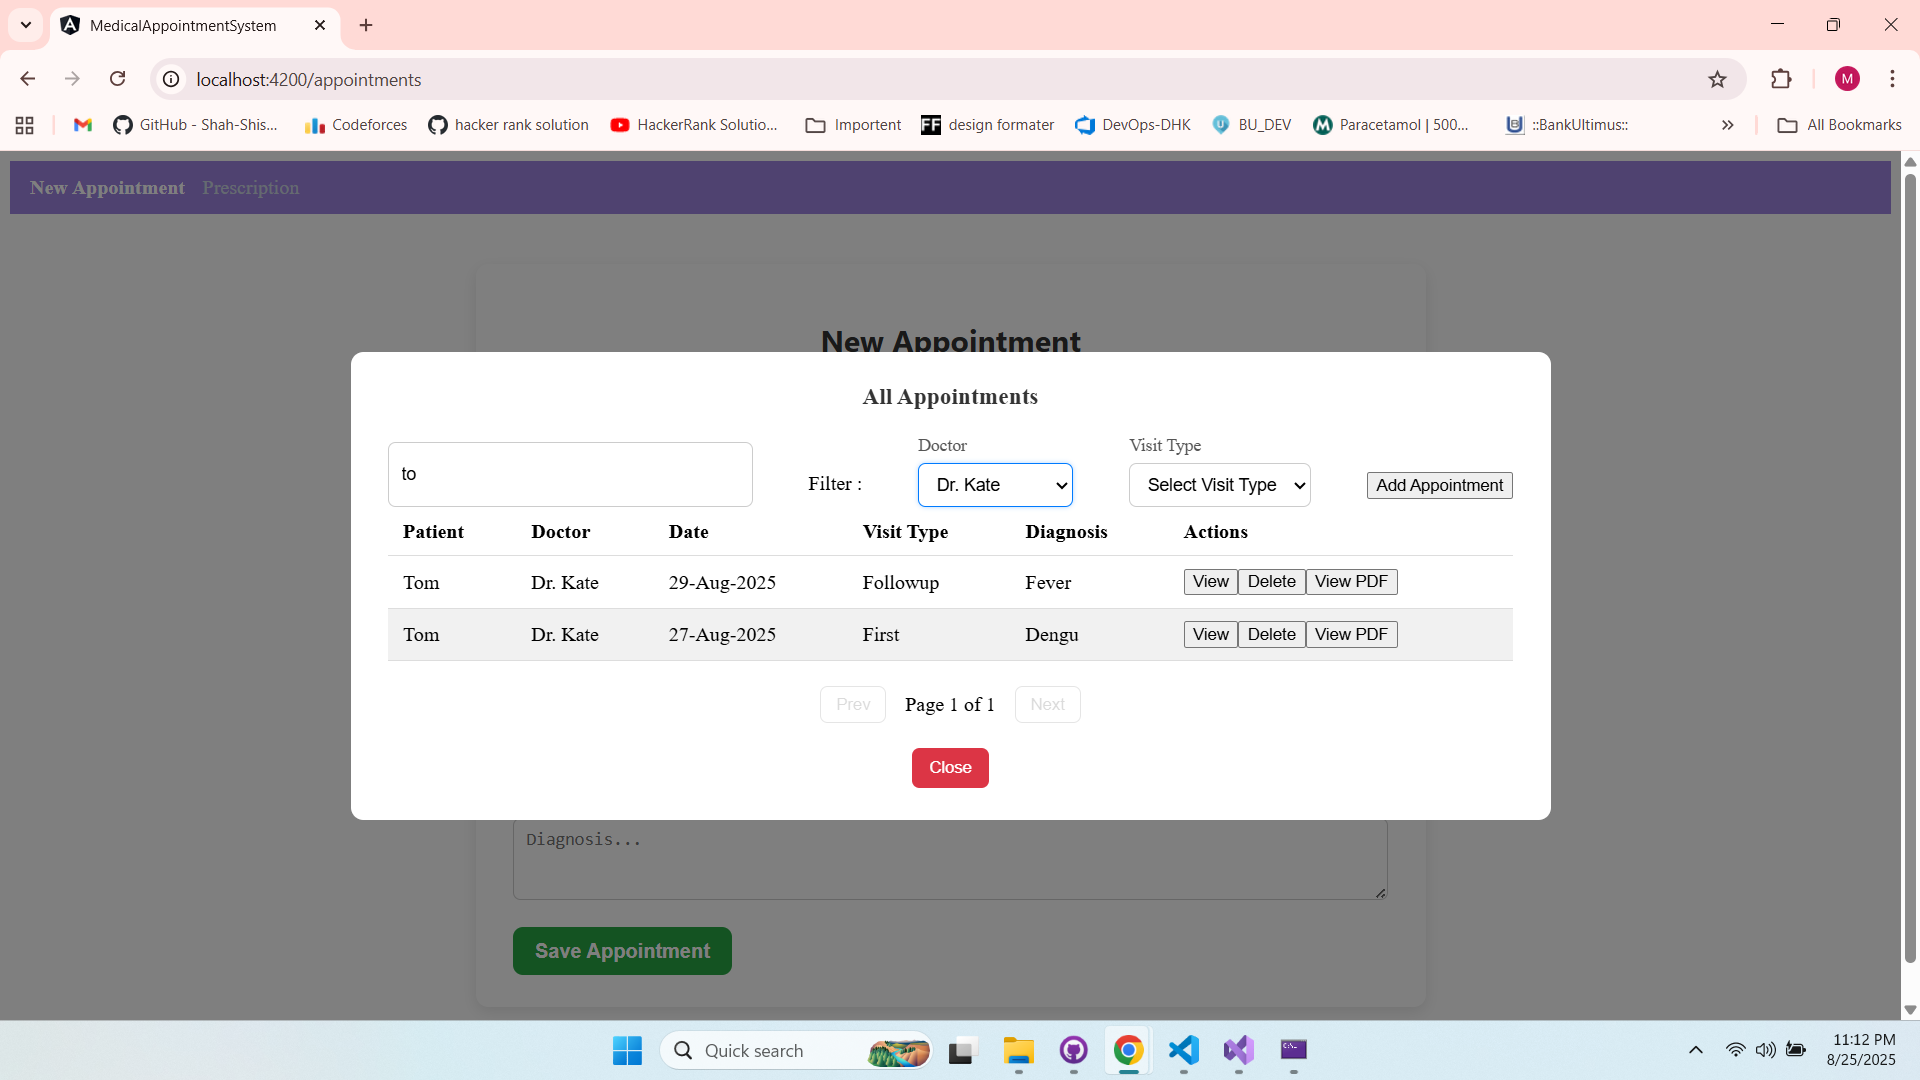 MedicalAppointmentSystem
localhost:4200/appointments
M
GitHub - Shah-Shis...
Codeforces
hacker rank solution
HackerRank Solutio...
Importent
FF
design formater
DevOps-DHK
BU_DEV
Paracetamol | 500...
::BankUltimus::
All Bookmarks
New Appointment Prescription
New Appointment
All Appointments
Doctor Visit Type
to
Filter : Dr. Kate Select Visit Type Add Appointment
Patient Doctor Date Visit Type Diagnosis Actions
Tom Dr. Kate 29-Aug-2025 Followup Fever View Delete View PDF
Tom Dr. Kate 27-Aug-2025 First Dengu View Delete View PDF
Prev Page 1 of 1 Next
Close
Diagnosis...
Save Appointment
Quick search
11:12 PM
8/25/2025